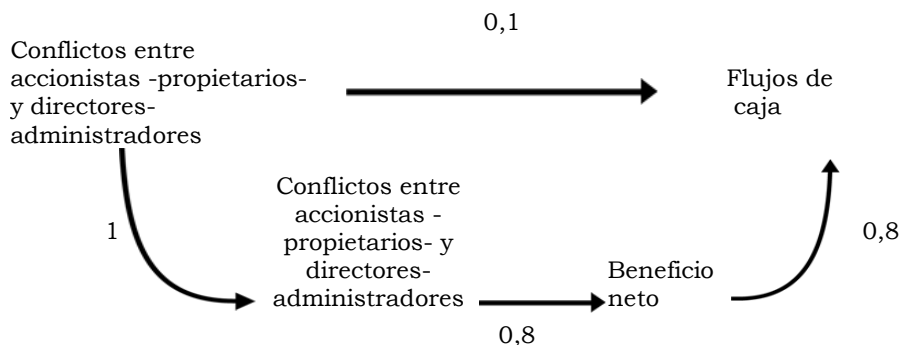 0,1
Conflictos entre
accionistas -propietarios-
y directores-
administradores
Flujos de
caja
1
Conflictos entre
accionistas -
propietarios- y
directores-
administradores
0,8
Beneficio
neto
0,8